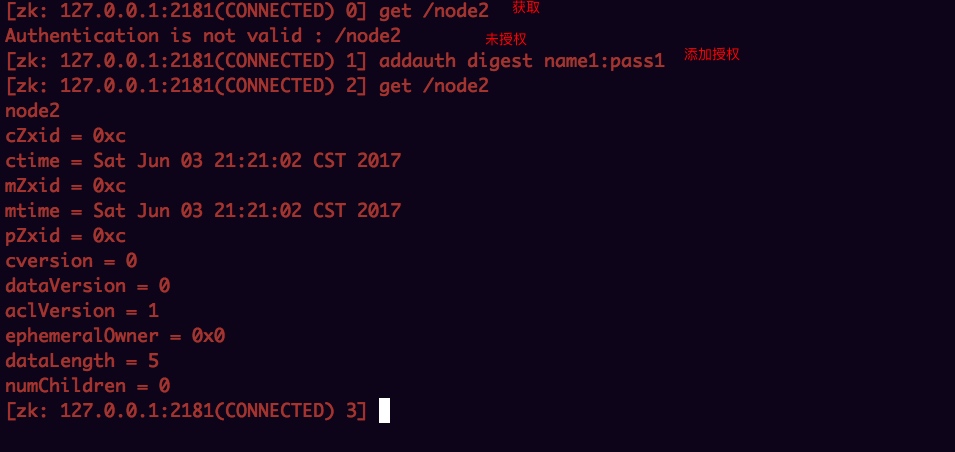 [zk: 127.0.0.1:2181(CONNECTED) 0] get /node2 获取
Authentication is not valid : /node2 未授权
[zk: 127.0.0.1:2181(CONNECTED) 1] addauth digest name1:pass1 添加授权
[zk: 127.0.0.1:2181(CONNECTED) 2] get /node2
node2
cZxid = 0xc
ctime = Sat Jun 03 21:21:02 CST 2017
mZxid = 0xc
mtime = Sat Jun 03 21:21:02 CST 2017
pZxid = 0xc
cversion = 0
dataVersion = 0
aclVersion = 1
ephemeralOwner = 0x0
dataLength = 5
numChildren = 0
[zk: 127.0.0.1:2181(CONNECTED) 3]